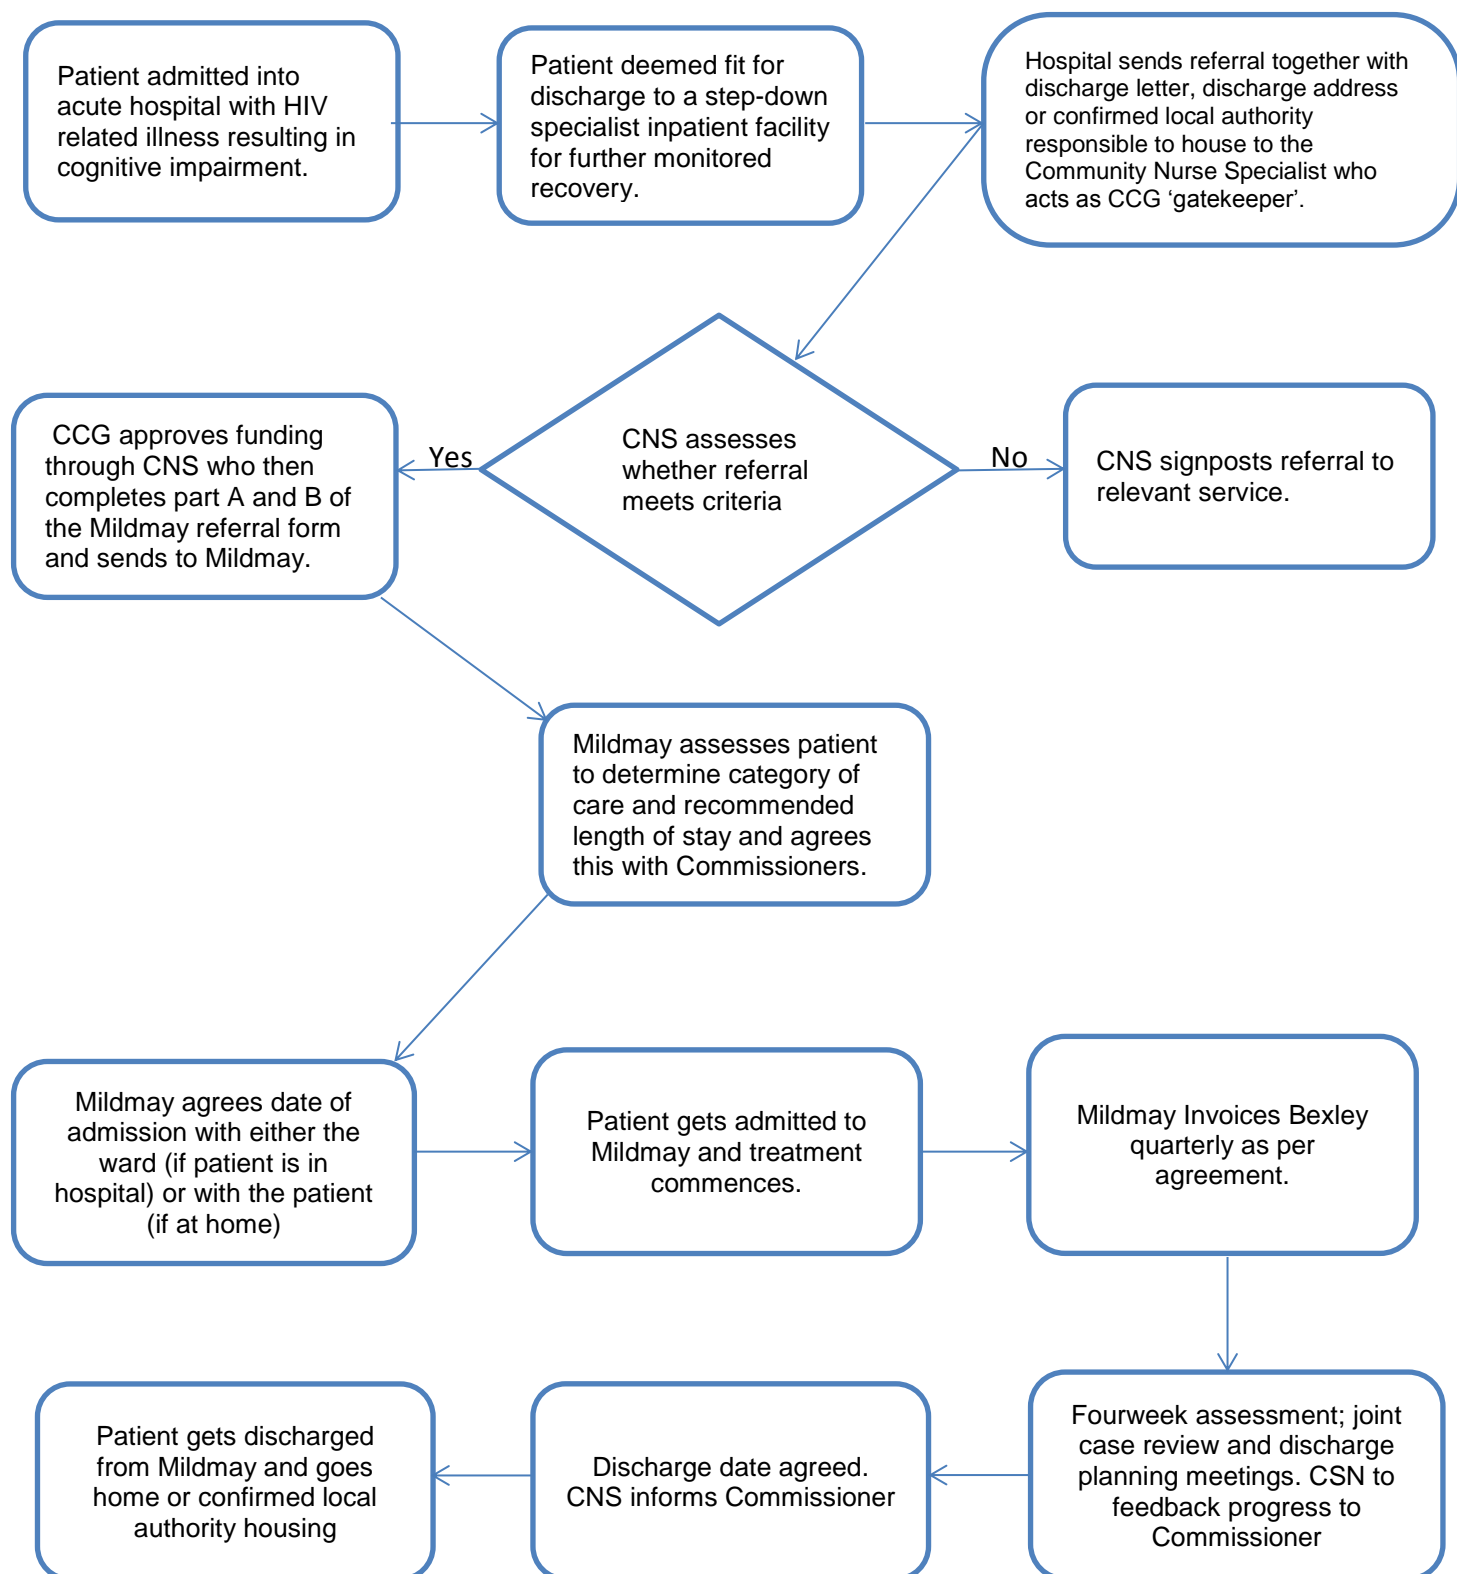 Patient admitted into
acute hospital with HIV
related illness resulting in
cognitive impairment.
Patient deemed fit for
discharge to a step-down
specialist inpatient facility
for further monitored
recovery.
Hospital sends referral together with
discharge letter, discharge address
or confirmed local authority
responsible to house to the
Community Nurse Specialist who
acts as CCG ‘gatekeeper’.
CNS assesses
whether referral
meets criteria
Yes
No
CCG approves funding
through CNS who then
completes part A and B of
the Mildmay referral form
and sends to Mildmay.
CNS signposts referral to
relevant service.
Mildmay assesses patient
to determine category of
care and recommended
length of stay and agrees
this with Commissioners.
Mildmay agrees date of
admission with either the
ward (if patient is in
hospital) or with the patient
(if at home)
Patient gets admitted to
Mildmay and treatment
commences.
Mildmay Invoices Bexley
quarterly as per
agreement.
Fourweek assessment; joint
case review and discharge
planning meetings. CSN to
feedback progress to
Commissioner
Discharge date agreed.
CNS informs Commissioner
Patient gets discharged
from Mildmay and goes
home or confirmed local
authority housing